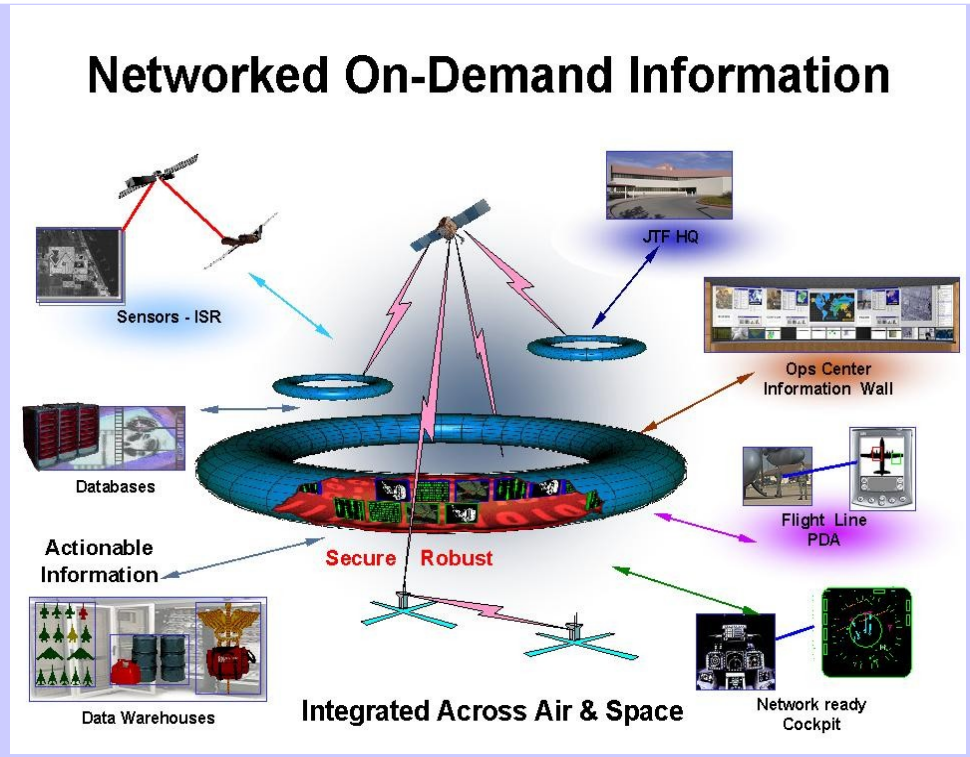 Networked On-Demand Information
JTF HQ
Sensors - ISR
Ops Center
Information Wall
Databases
Flight Line
PDA
Actionable
Information
Secure Robust
Data Warehouses
Integrated Across Air & Space
Network ready
Cockpit